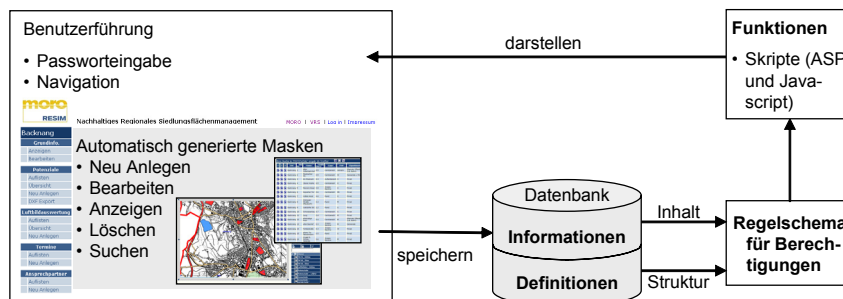 Benutzerführung
• Passworteingabe
• Navigation
moro
RESIM
Nachhaltiges Regionales Siedlungsflächenmanagement
MORO I VRS I Log in I Impressum
Backnang
Grundinfo.
Anzeigen
Bearbeiten
Potenziale
Auflisten
Übersicht
Neu Anlegen
DXF Export
Luftbildauswertung
Auflisten
Übersicht
Neu Anlegen
Termine
Auflisten
Neu Anlegen
Ansprechpartner
Auflisten
Neu Anlegen
Automatisch generierte Masken
• Neu Anlegen
• Bearbeiten
• Anzeigen
• Löschen
• Suchen
darstellen
speichern
Datenbank
Informationen
Definitionen
Inhalt
Struktur
Funktionen
• Skripte (ASP
und Java-
script)
Regelschema
für Berech-
tigungen